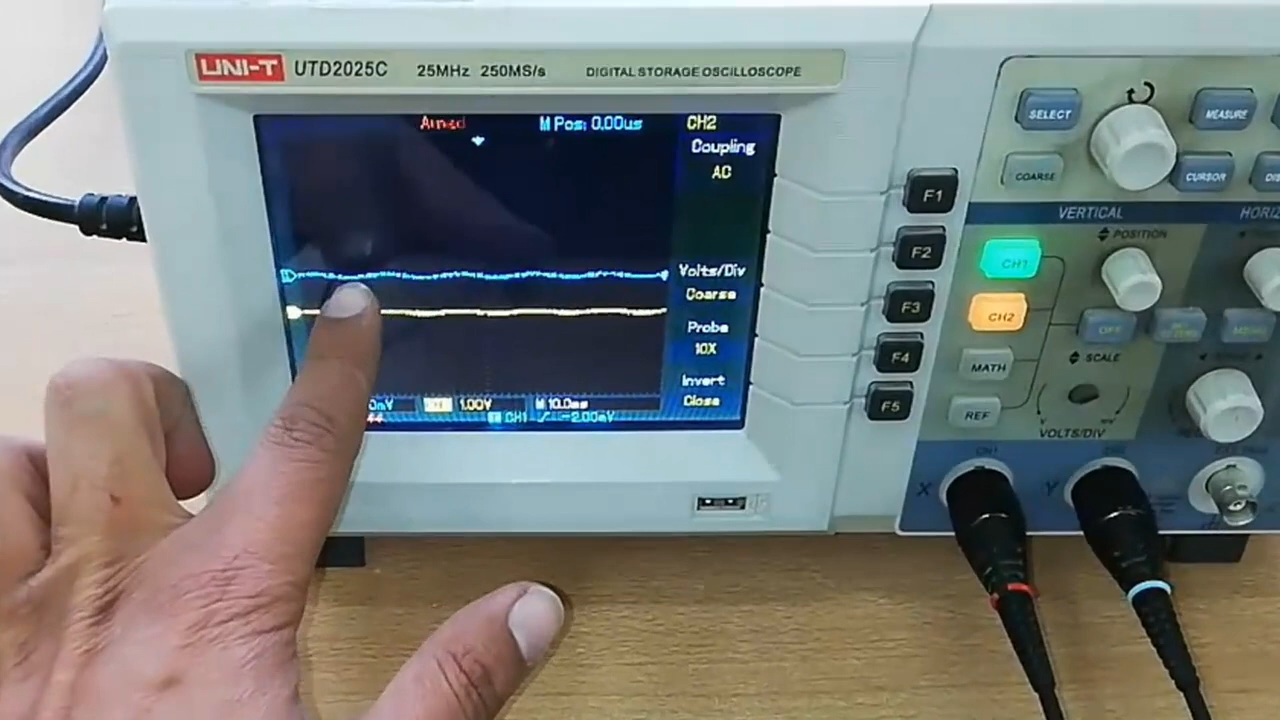 UNI-T UTD2025C 25MHz 250MS/s DIGITAL STORAGE OSCILLOSCOPE
Armed M Pos: 0.00us CH2
Coupling
AC
Volts/Div
Coarse
Probe
10X
Invert
Close
1.00V M 10.0ms
CH1 -2.00mV
F1
F2
F3
F4
F5
SELECT
MEASURE
COARSE
CURSOR
VERTICAL
POSITION
CH1
CH2
OFF
MATH
SCALE
REF
VOLTS/DIV
CH1
X
Y